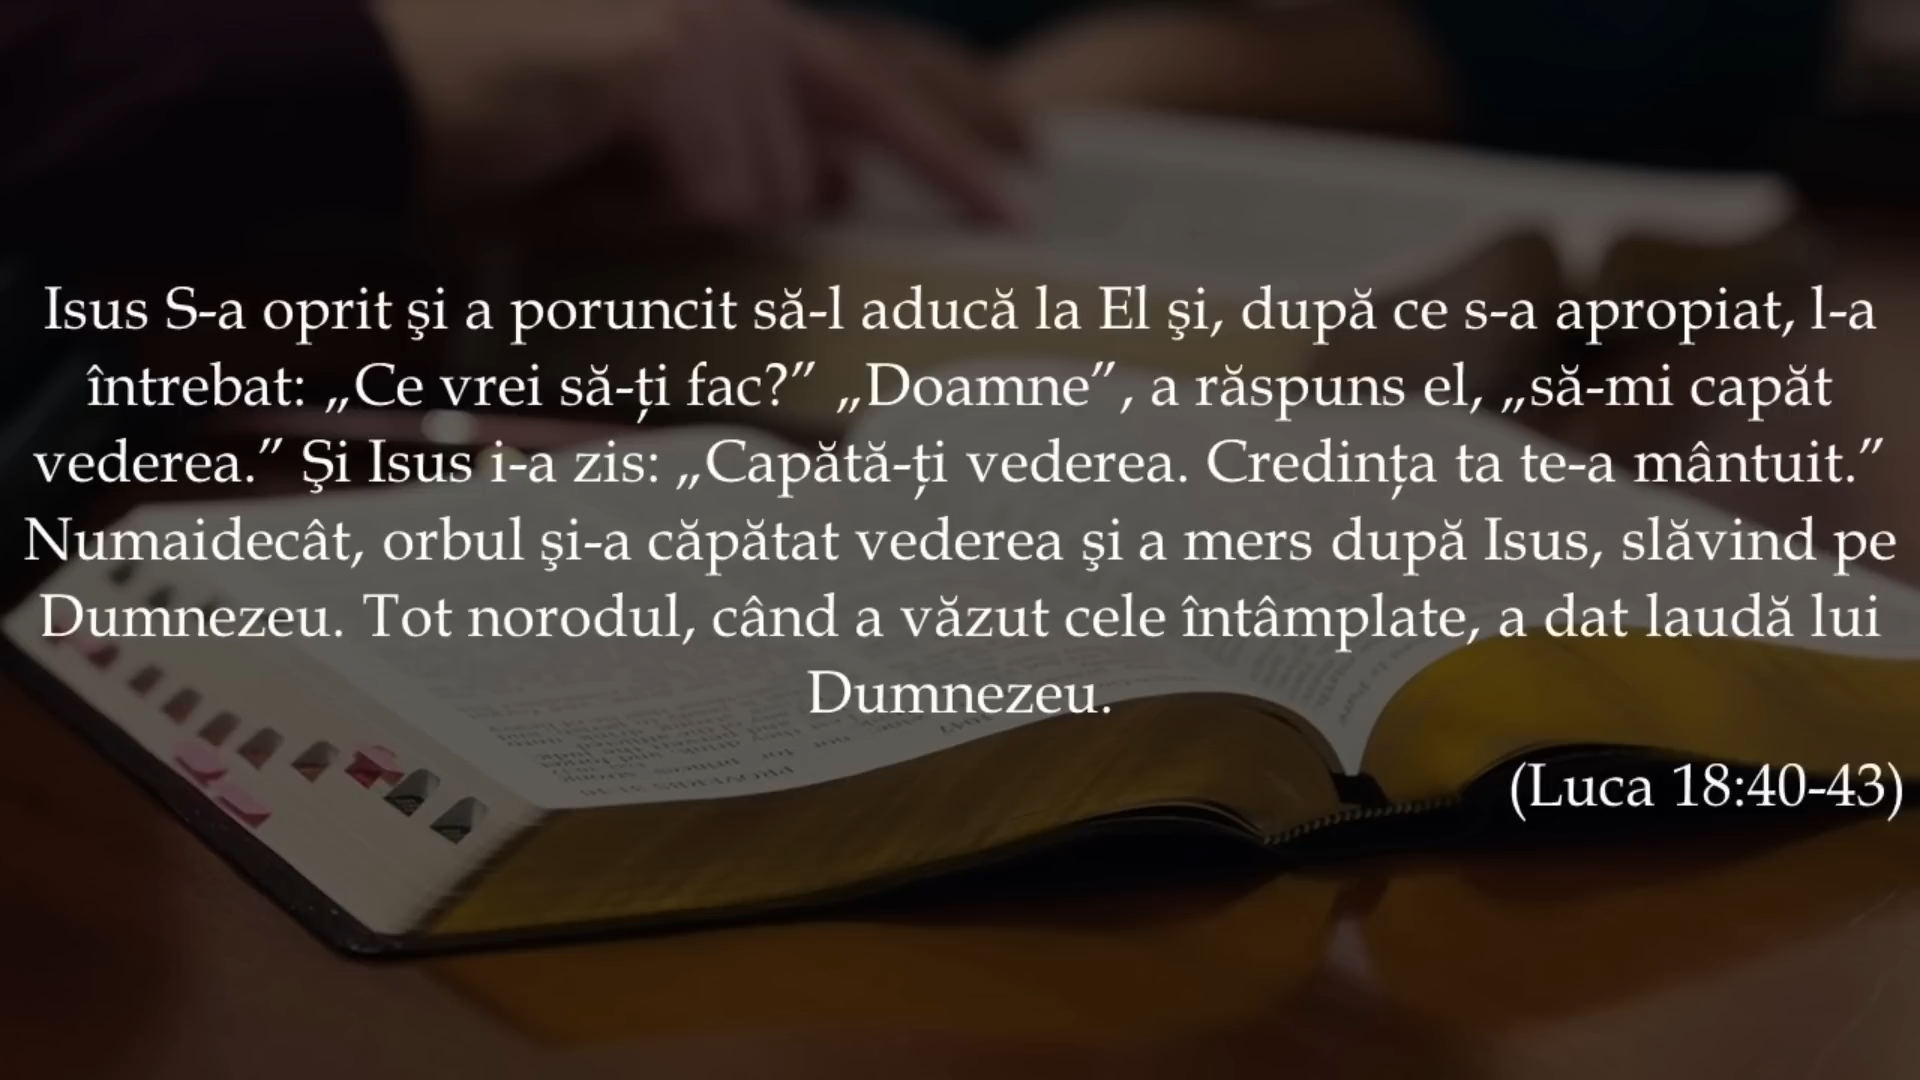 Isus S-a oprit şi a poruncit să-l aducă la El şi, după ce s-a apropiat, l-a
întrebat: „Ce vrei să-ți fac?” „Doamne”, a răspuns el, „să-mi capăt
vederea.” Şi Isus i-a zis: „Capătă-ți vederea. Credința ta te-a mântuit.”
Numaidecât, orbul şi-a căpătat vederea şi a mers după Isus, slăvind pe
Dumnezeu. Tot norodul, când a văzut cele întâmplate, a dat laudă lui
Dumnezeu.
(Luca 18:40-43)